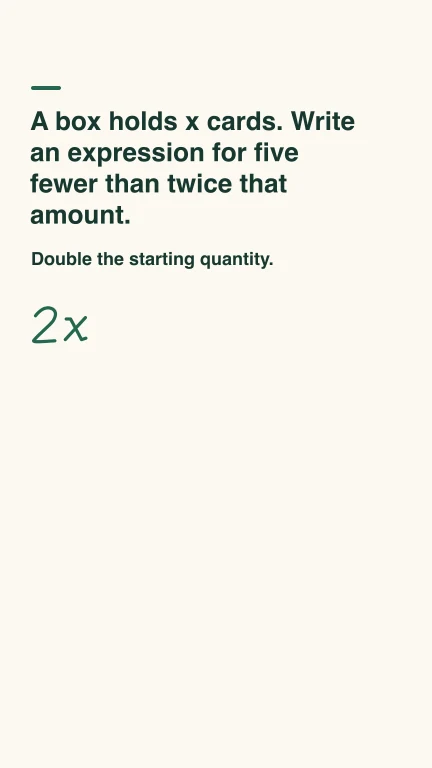 A box holds x cards. Write
an expression for five
fewer than twice that
amount.
Double the starting quantity.
2x